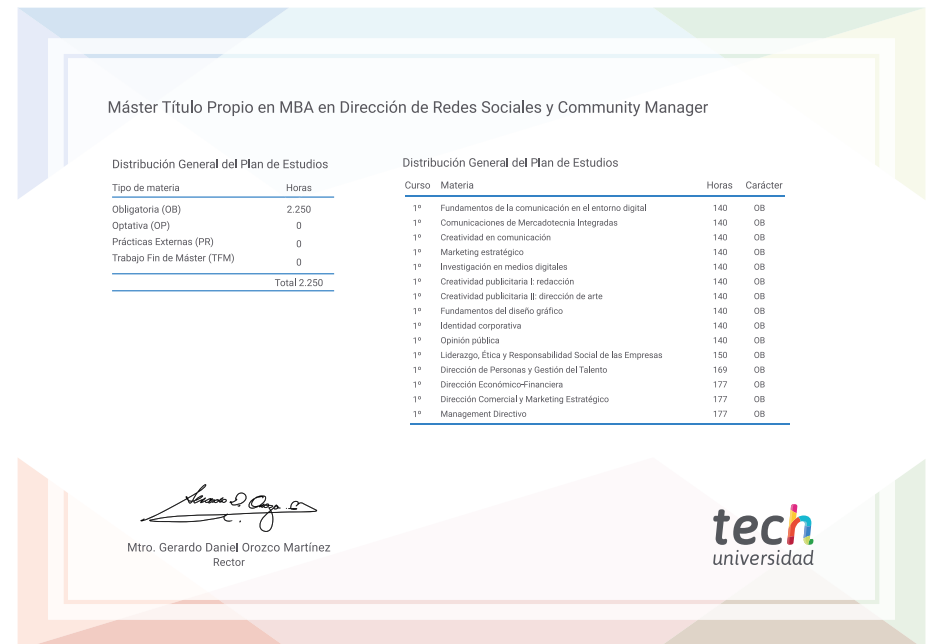 Máster Título Propio en MBA en Dirección de Redes Sociales y Community Manager
Distribución General del Plan de Estudios
Tipo de materia Horas
Obligatoria (OB) 2.250
Optativa (OP) 0
Prácticas Externas (PR) 0
Trabajo Fin de Máster (TFM) 0
Total 2.250
Distribución General del Plan de Estudios
Curso Materia Horas Carácter
1º Fundamentos de la comunicación en el entorno digital 140 OB
1º Comunicaciones de Mercadotecnia Integradas 140 OB
1º Creatividad en comunicación 140 OB
1º Marketing estratégico 140 OB
1º Investigación en medios digitales 140 OB
1º Creatividad publicitaria I: redacción 140 OB
1º Creatividad publicitaria II: dirección de arte 140 OB
1º Fundamentos del diseño gráfico 140 OB
1º Identidad corporativa 140 OB
1º Opinión pública 140 OB
1º Liderazgo, Ética y Responsabilidad Social de las Empresas 150 OB
1º Dirección de Personas y Gestión del Talento 169 OB
1º Dirección Económico-Financiera 177 OB
1º Dirección Comercial y Marketing Estratégico 177 OB
1º Management Directivo 177 OB
Mtro. Gerardo Daniel Orozco Martínez
Rector
tech
universidad